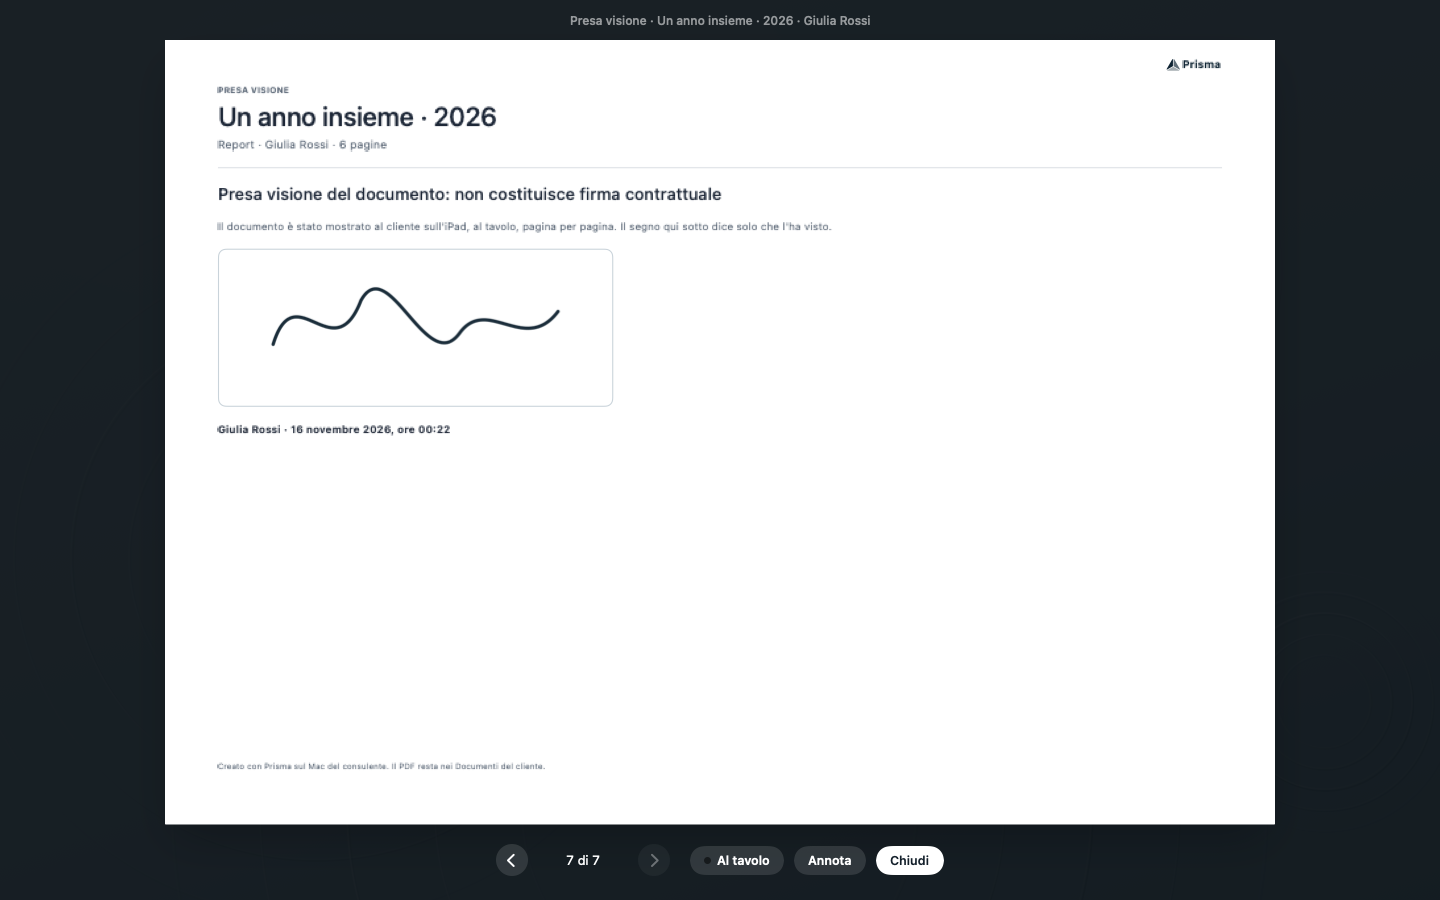 Presa visione · Un anno insieme · 2026 · Giulia Rossi
Prisma
PRESA VISIONE
Un anno insieme · 2026
Report · Giulia Rossi · 6 pagine
Presa visione del documento: non costituisce firma contrattuale
Il documento è stato mostrato al cliente sull'iPad, al tavolo, pagina per pagina. Il segno qui sotto dice solo che l'ha visto.
Giulia Rossi · 16 novembre 2026, ore 00:22
Creato con Prisma sul Mac del consulente. Il PDF resta nei Documenti del cliente.
7 di 7
Al tavolo
Annota
Chiudi